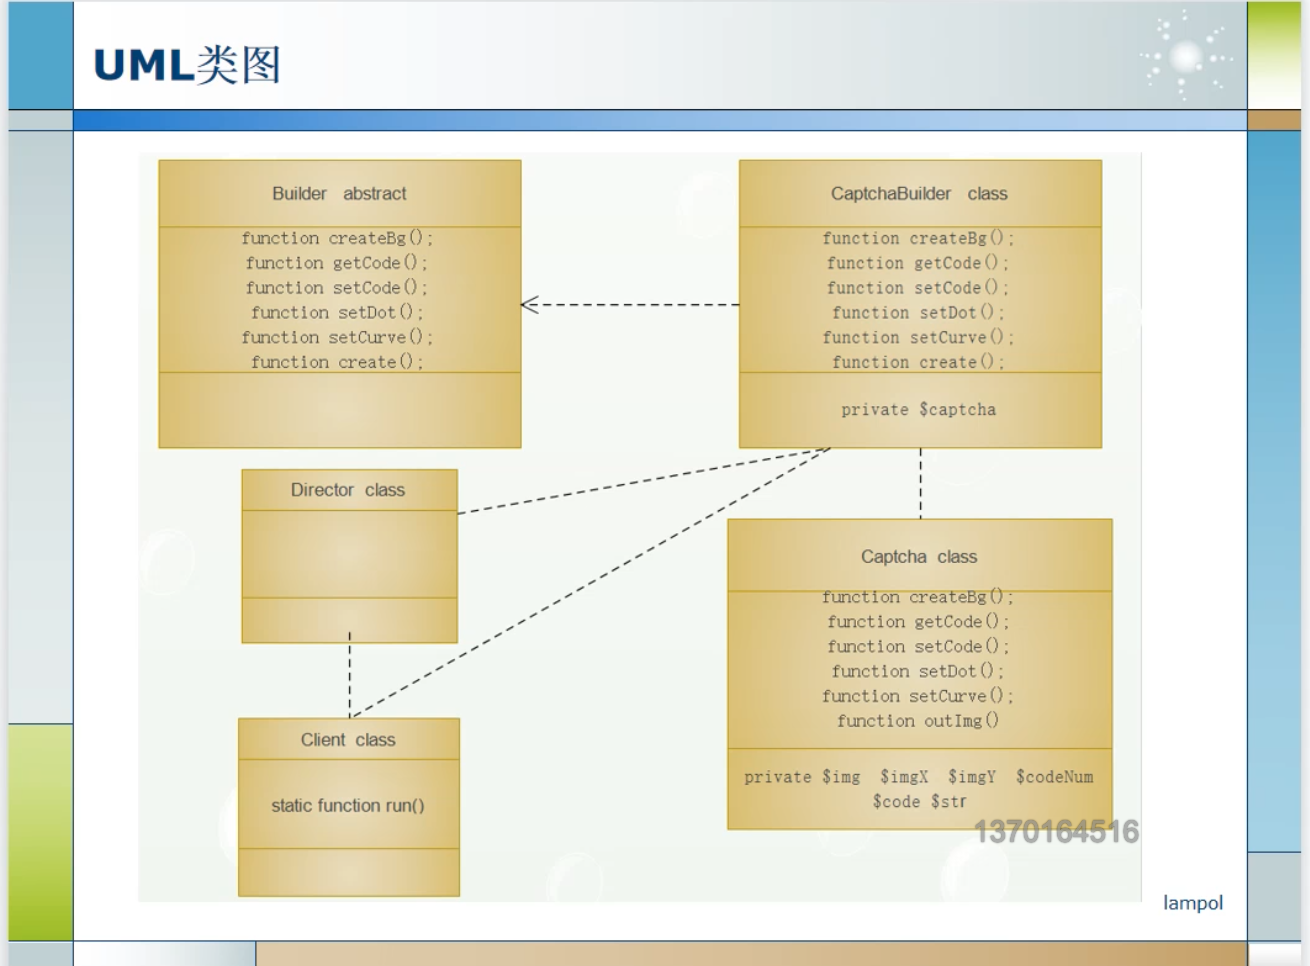 UML类图
Builder abstract
function createBg();
function getCode();
function setCode();
function setDot();
function setCurve();
function create();
CaptchaBuilder class
function createBg();
function getCode();
function setCode();
function setDot();
function setCurve();
function create();
private $captcha
Director class
Captcha class
function createBg();
function getCode();
function setCode();
function setDot();
function setCurve();
function outImg()
private $img $imgX $imgY $codeNum
$code $str
Client class
static function run()
1370164516
lampol